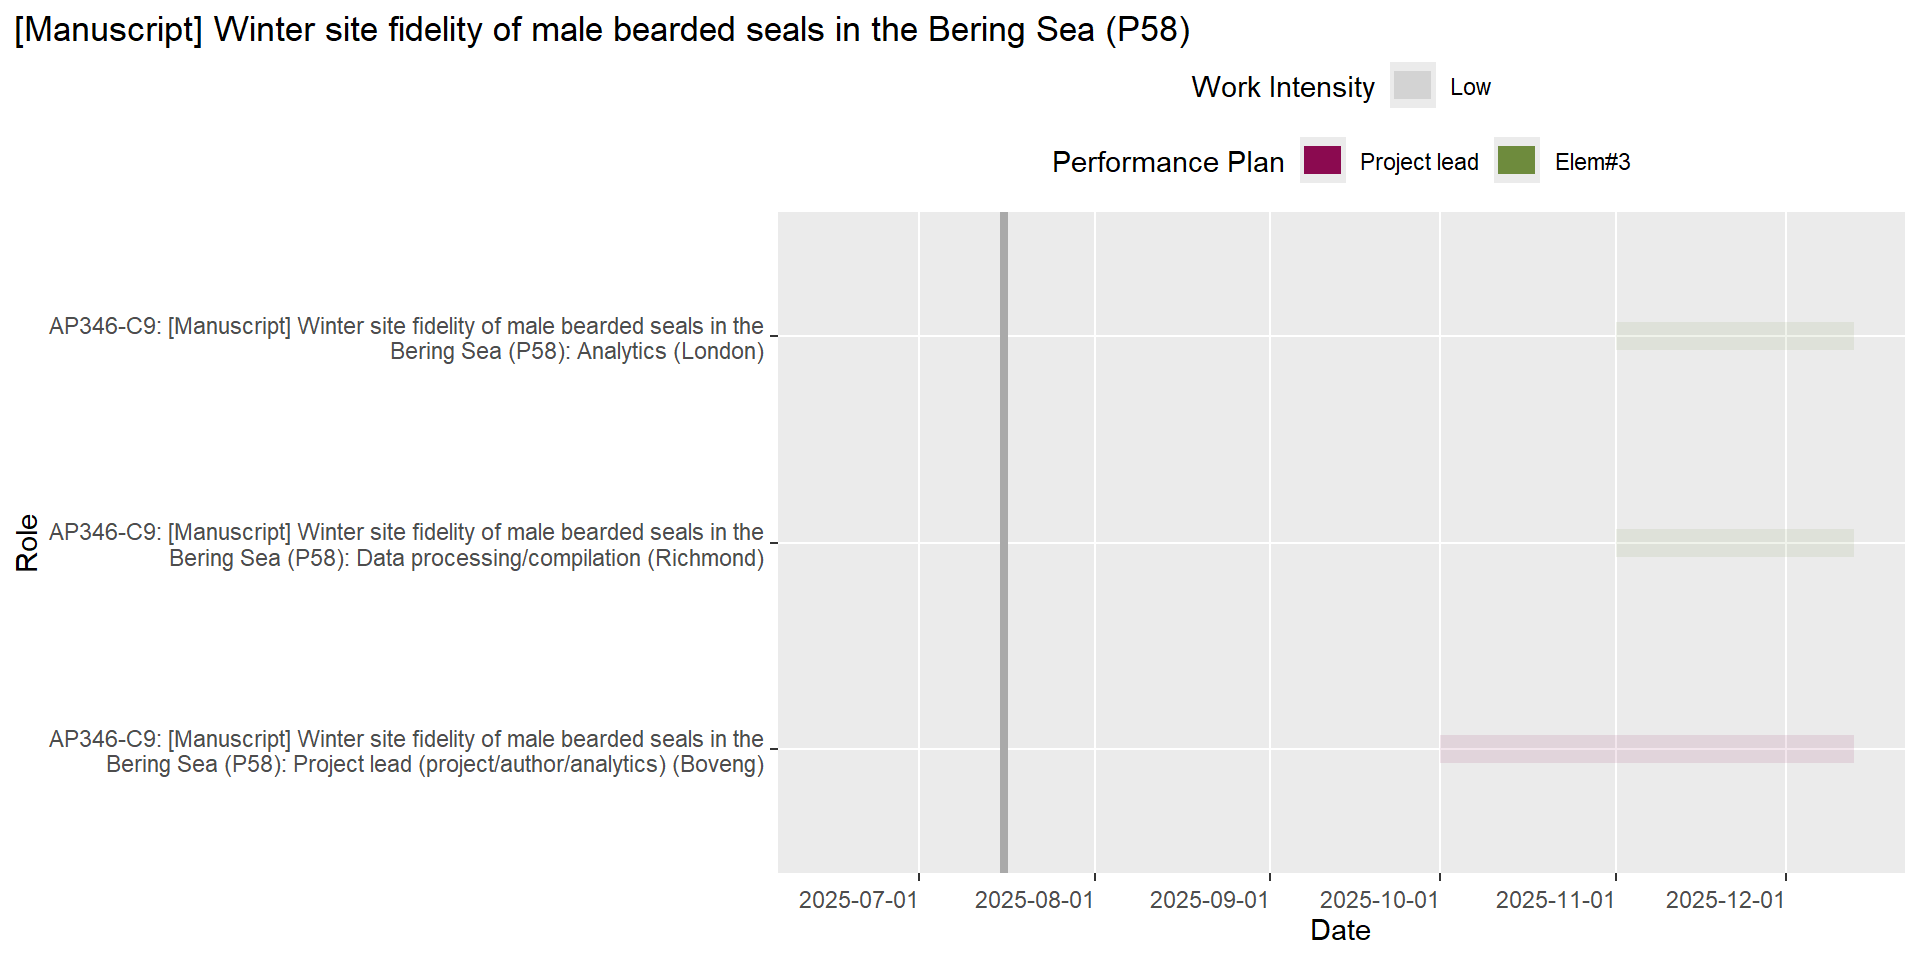 [Manuscript] Winter site fidelity of male bearded seals in the Bering Sea (P58)
Work Intensity Low
Performance Plan Project lead Elem#3
AP346-C9: [Manuscript] Winter site fidelity of male bearded seals in the
Bering Sea (P58): Analytics (London)
Role
AP346-C9: [Manuscript] Winter site fidelity of male bearded seals in the
Bering Sea (P58): Data processing/compilation (Richmond)
AP346-C9: [Manuscript] Winter site fidelity of male bearded seals in the
Bering Sea (P58): Project lead (project/author/analytics) (Boveng)
2025-07-01 2025-08-01 2025-09-01 2025-10-01 2025-11-01 2025-12-01
Date